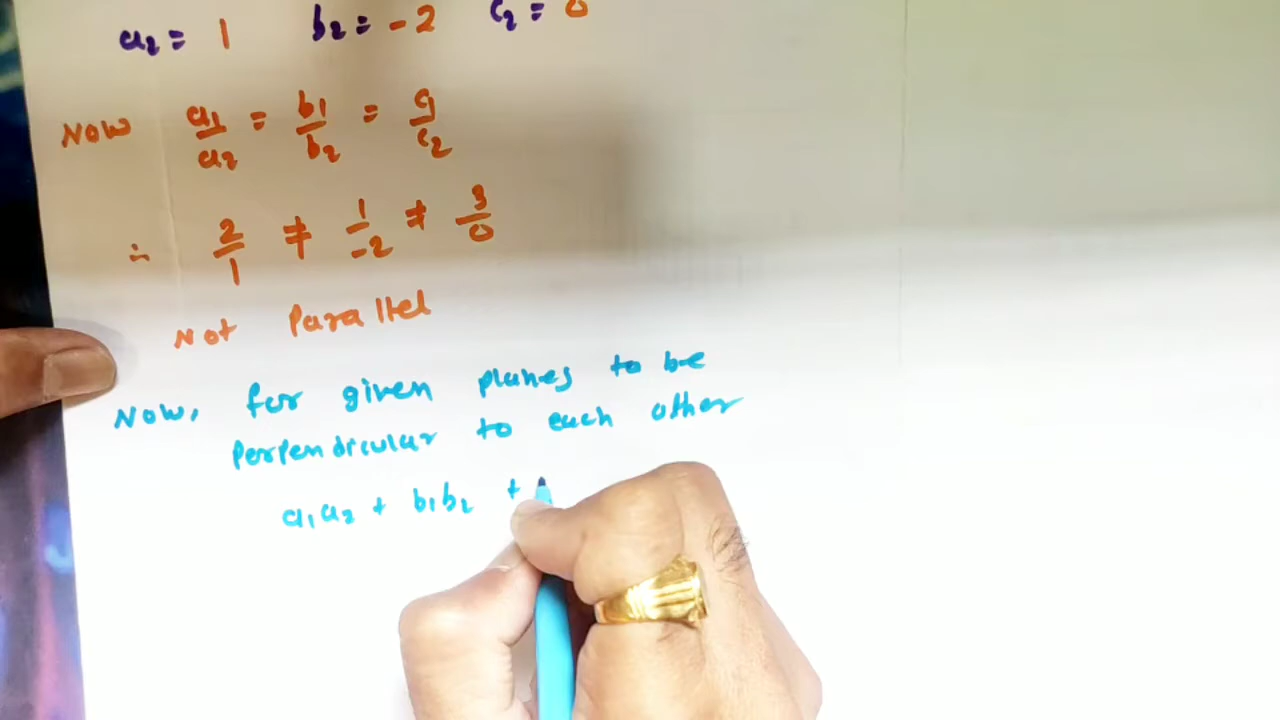 a₂ = 1 b₂ = -2 c₂ = 0
Now a₁/a₂ = b₁/b₂ = c₁/c₂
∴ 2/1 ≠ 1/-2 ≠ 3/0
Not Parallel
Now, for given planes to be
perpendicular to each other
a₁a₂ + b₁b₂ +